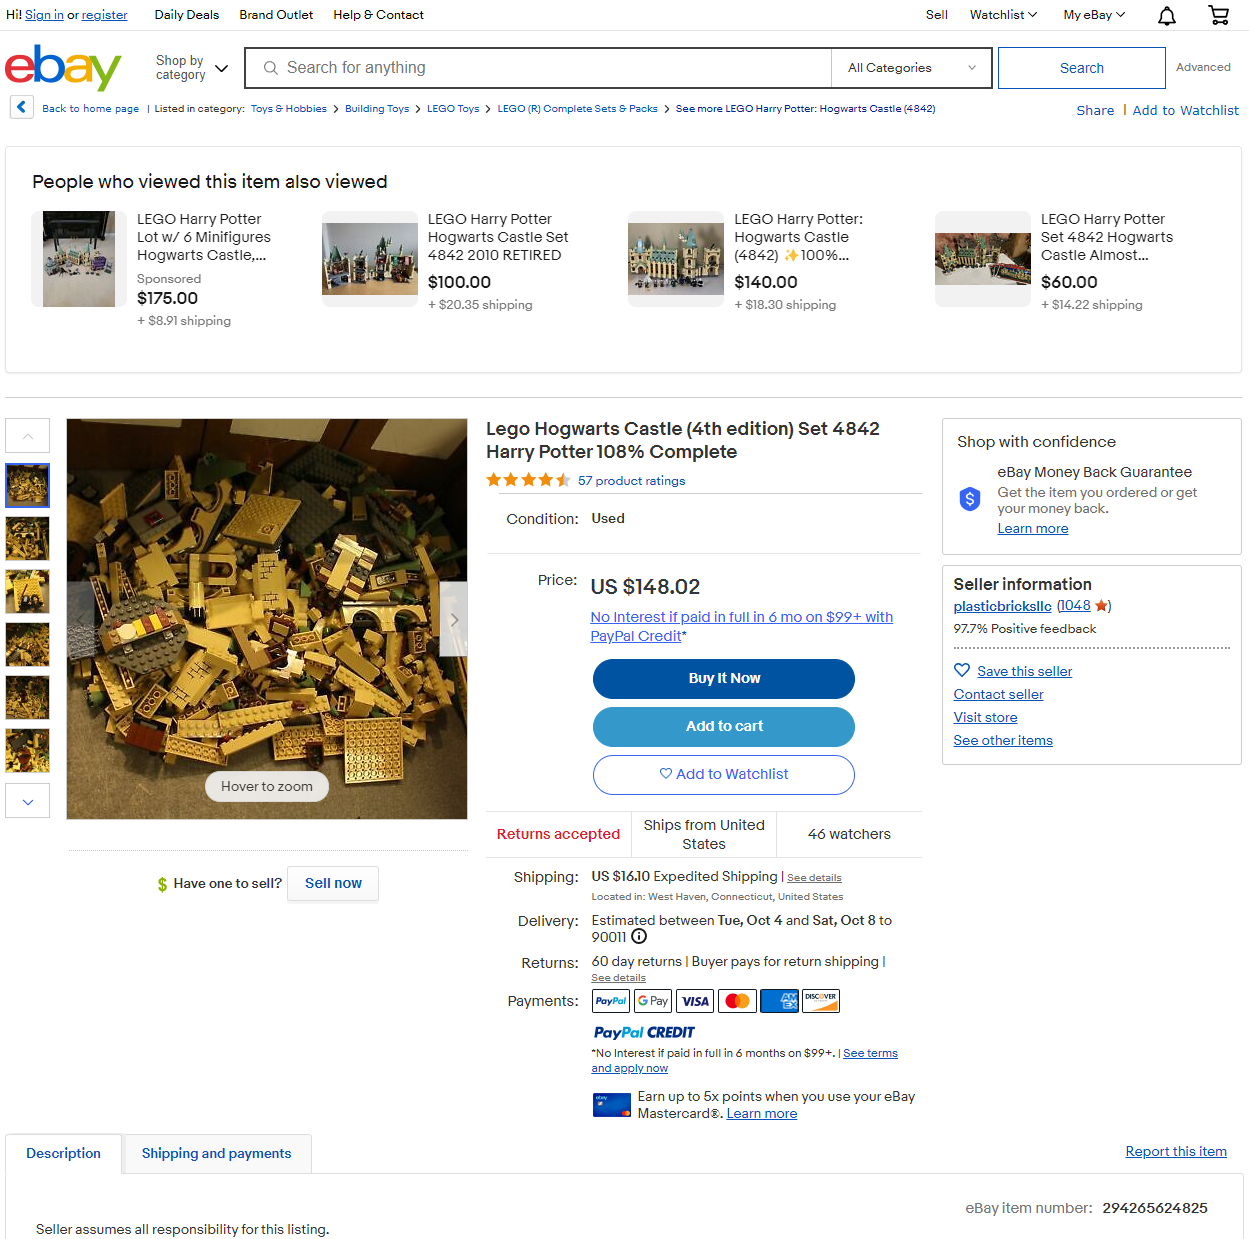 Hi! Sign in or register Daily Deals Brand Outlet Help & Contact Sell Watchlist My eBay
ebay Shop by category Search for anything All Categories Search Advanced
Back to home page | Listed in category: Toys & Hobbies > Building Toys > LEGO Toys > LEGO (R) Complete Sets & Packs > See more LEGO Harry Potter: Hogwarts Castle (4842)
Share | Add to Watchlist
People who viewed this item also viewed
LEGO Harry Potter
Lot w/ 6 Minifigures
Hogwarts Castle,...
Sponsored
$175.00
+ $8.91 shipping
LEGO Harry Potter
Hogwarts Castle Set
4842 2010 RETIRED
$100.00
+ $20.35 shipping
LEGO Harry Potter:
Hogwarts Castle
(4842) ✨100%...
$140.00
+ $18.30 shipping
LEGO Harry Potter
Set 4842 Hogwarts
Castle Almost...
$60.00
+ $14.22 shipping
Hover to zoom
Have one to sell? Sell now
Lego Hogwarts Castle (4th edition) Set 4842
Harry Potter 108% Complete
57 product ratings
Condition: Used
Price: US $148.02
No Interest if paid in full in 6 mo on $99+ with
PayPal Credit*
Buy It Now
Add to cart
Add to Watchlist
Returns accepted
Ships from United
States
46 watchers
Shipping: US $16.10 Expedited Shipping | See details
Located in: West Haven, Connecticut, United States
Delivery: Estimated between Tue, Oct 4 and Sat, Oct 8 to
90011
Returns: 60 day returns | Buyer pays for return shipping |
See details
Payments: PayPal G Pay VISA AMEX DISCOVER
PayPal CREDIT
*No Interest if paid in full in 6 months on $99+. | See terms
and apply now
Earn up to 5x points when you use your eBay
Mastercard®. Learn more
Shop with confidence
eBay Money Back Guarantee
Get the item you ordered or get
your money back.
Learn more
Seller information
plasticbricksllc (1048)
97.7% Positive feedback
Save this seller
Contact seller
Visit store
See other items
Description Shipping and payments Report this item
eBay item number: 294265624825
Seller assumes all responsibility for this listing.